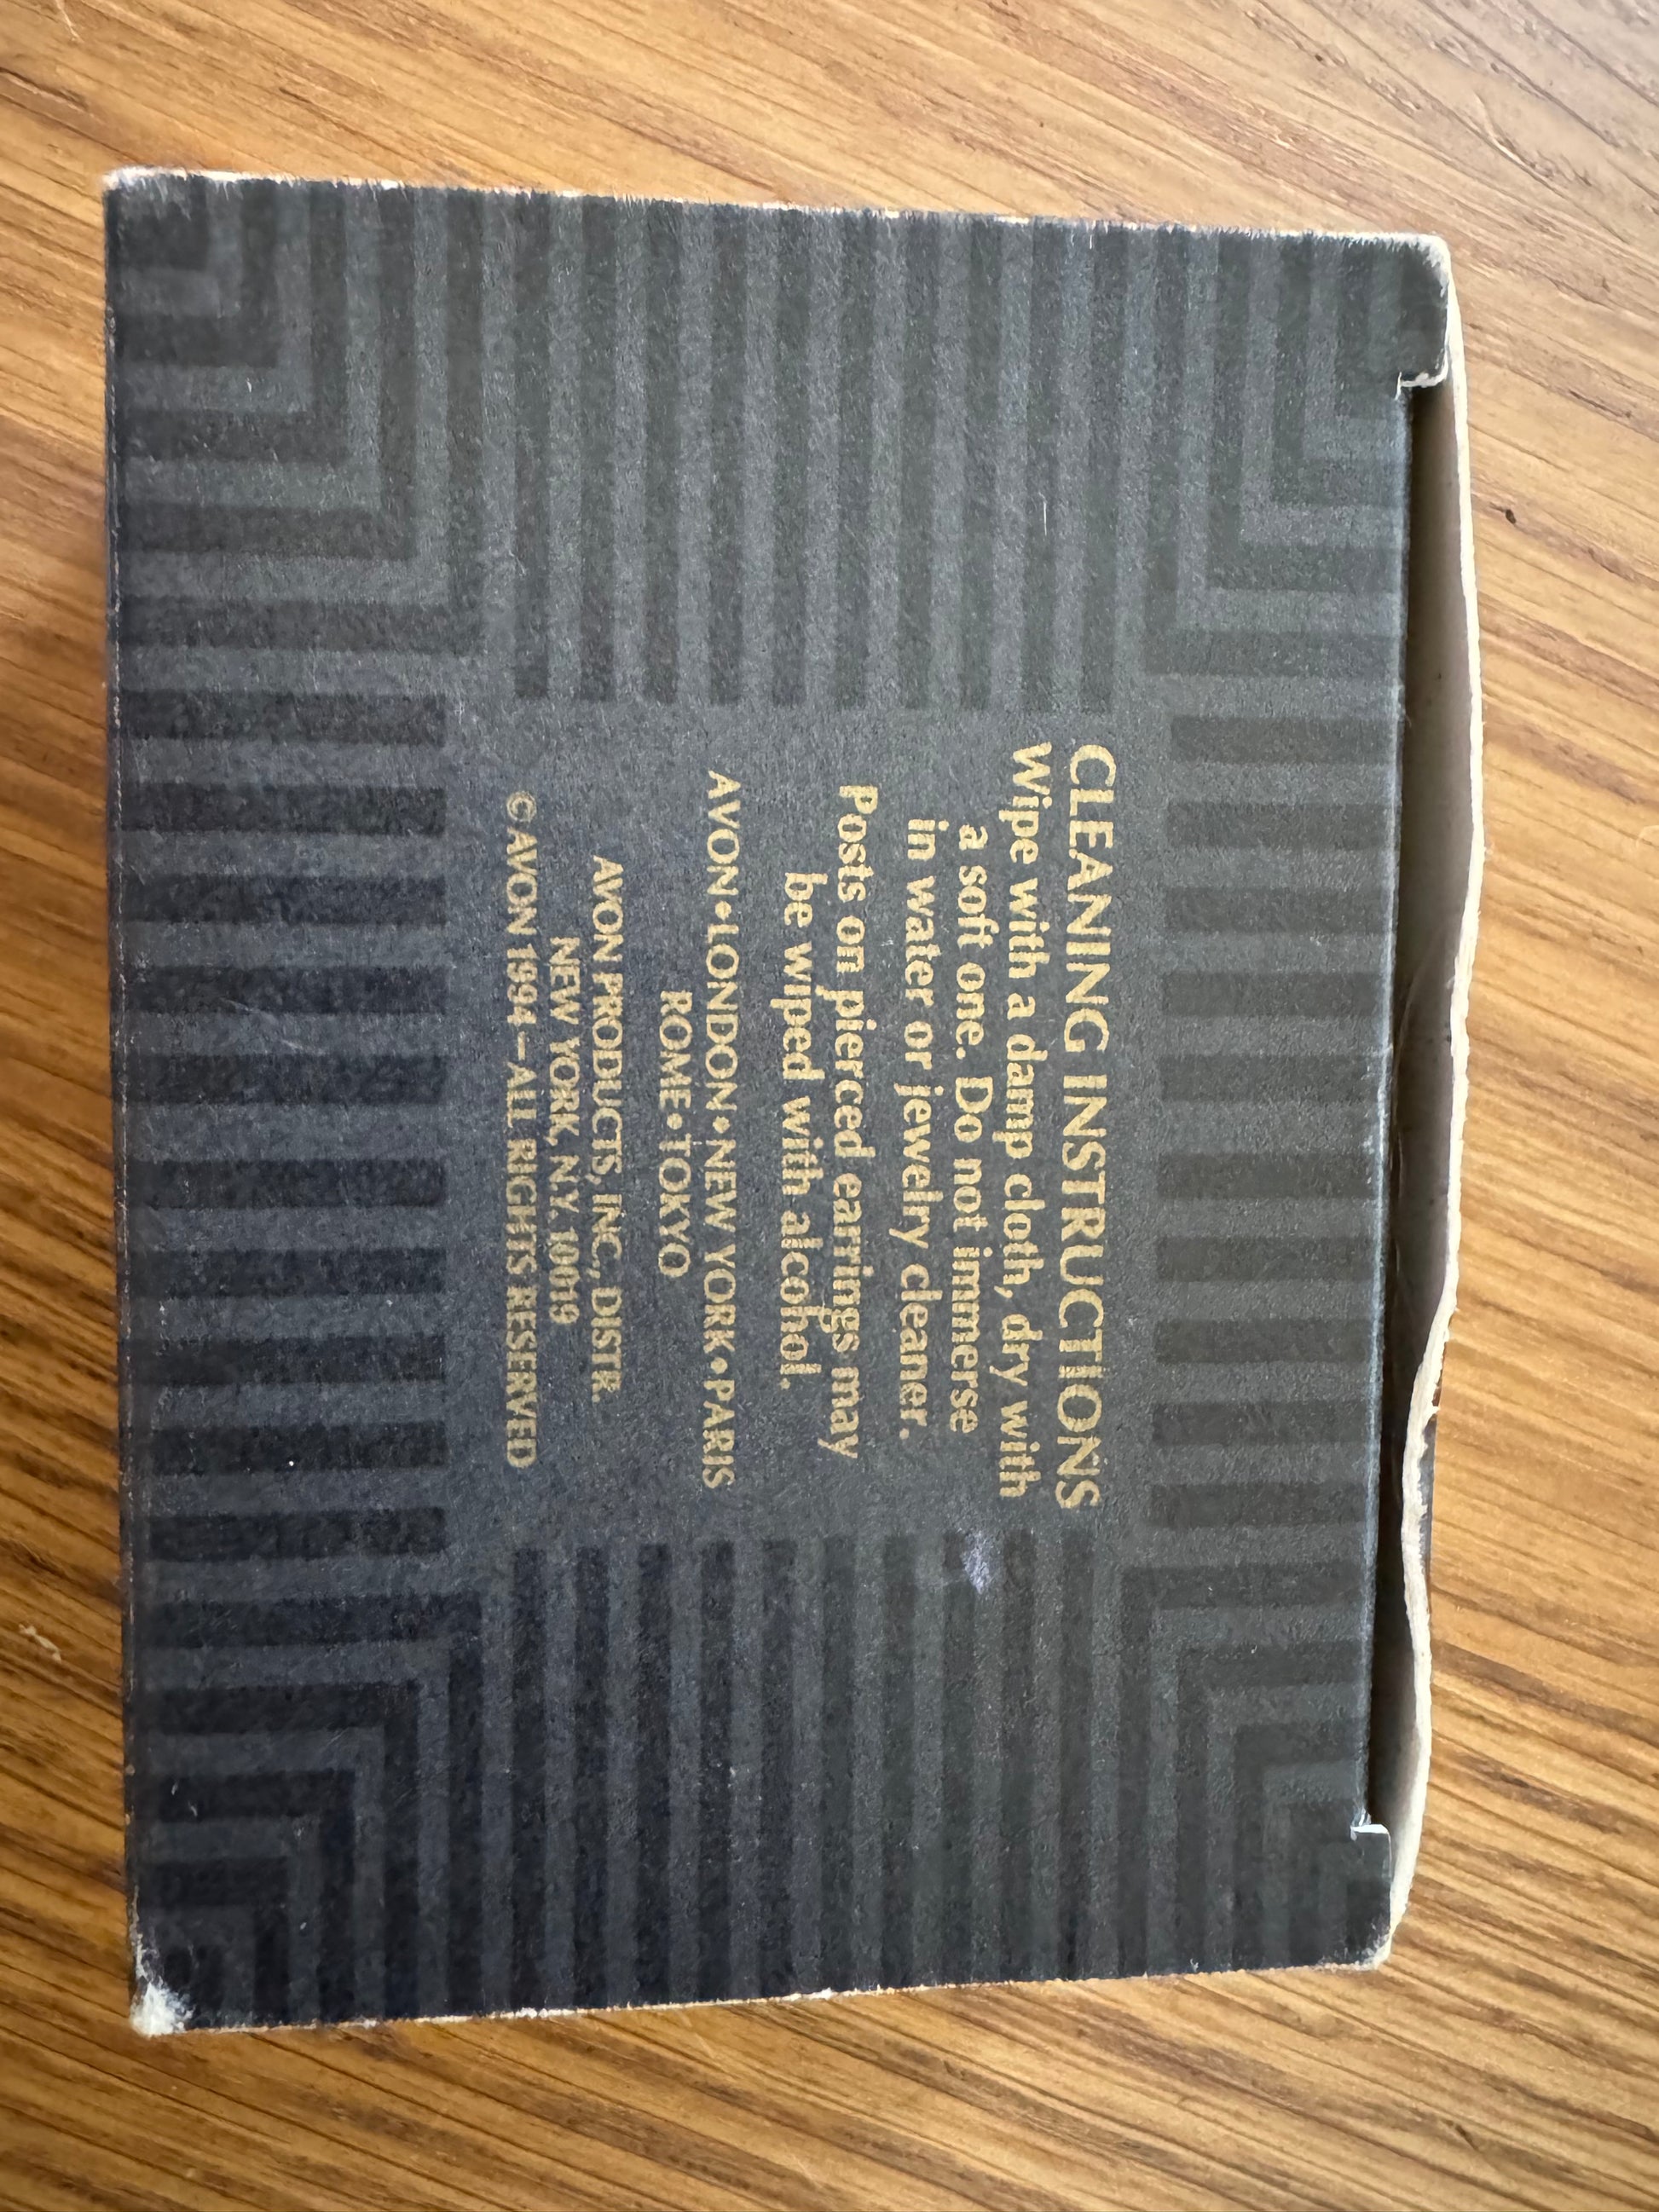 CLEANING INSTRUCTIONS
Wipe with a damp cloth, dry with
a soft one. Do not immerse
in water or jewelry cleaner.
Posts on pierced earrings may
be wiped with alcohol.
AVON•LONDON•NEW YORK•PARIS
ROME•TOKYO
AVON PRODUCTS, INC., DISTR.
NEW YORK, N.Y. 10019
© AVON 1994—ALL RIGHTS RESERVED